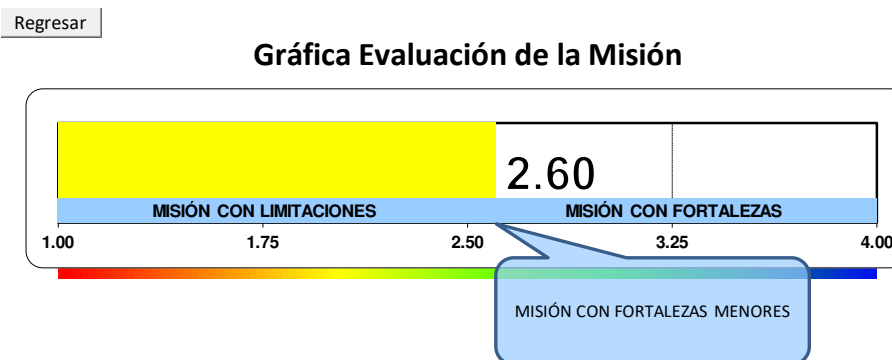 Regresar
Gráfica Evaluación de la Misión
2.60
MISIÓN CON LIMITACIONES MISIÓN CON FORTALEZAS
1.00 1.75 2.50 3.25 4.00
MISIÓN CON FORTALEZAS MENORES